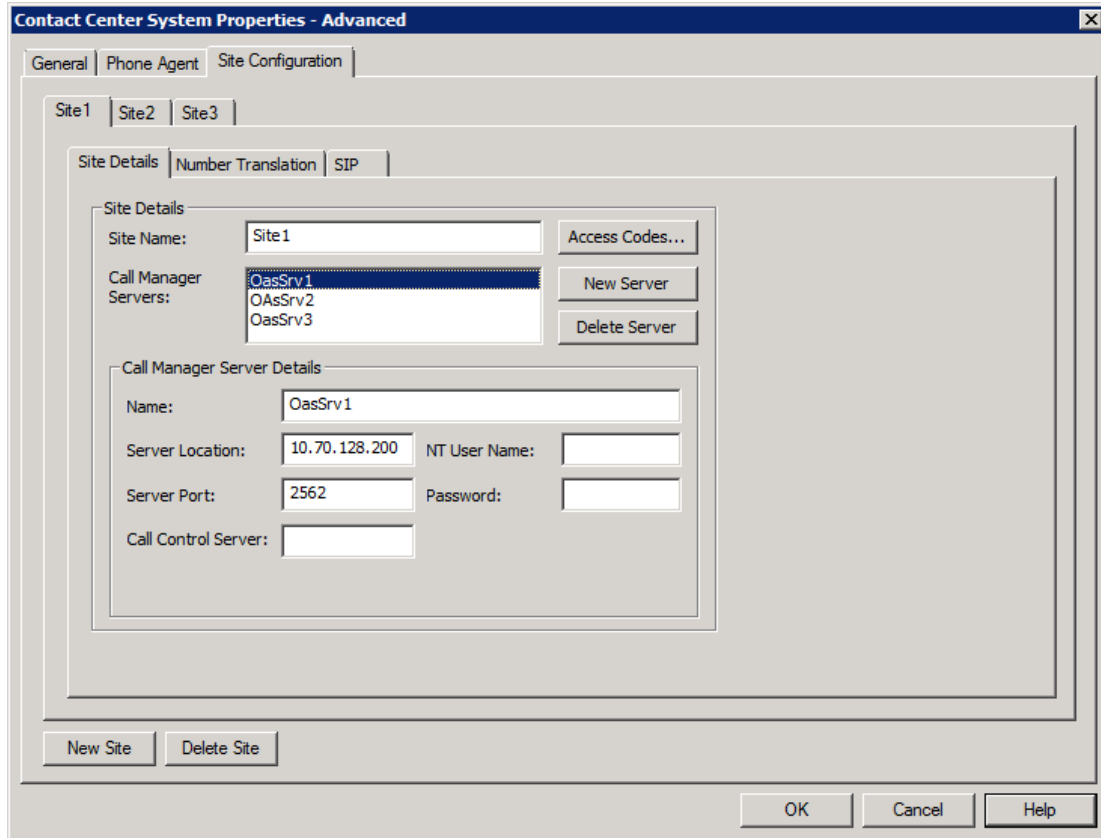 Contact Center System Properties - Advanced
General Phone Agent Site Configuration
Site1 Site2 Site3
Site Details Number Translation SIP
Site Details
Site Name: Site1 Access Codes...
Call Manager
Servers:
OasSrv1 New Server
OAsSrv2
OasSrv3 Delete Server
Call Manager Server Details
Name: OasSrv1
Server Location: 10.70.128.200 NT User Name:
Server Port: 2562 Password:
Call Control Server:
New Site Delete Site
OK Cancel Help